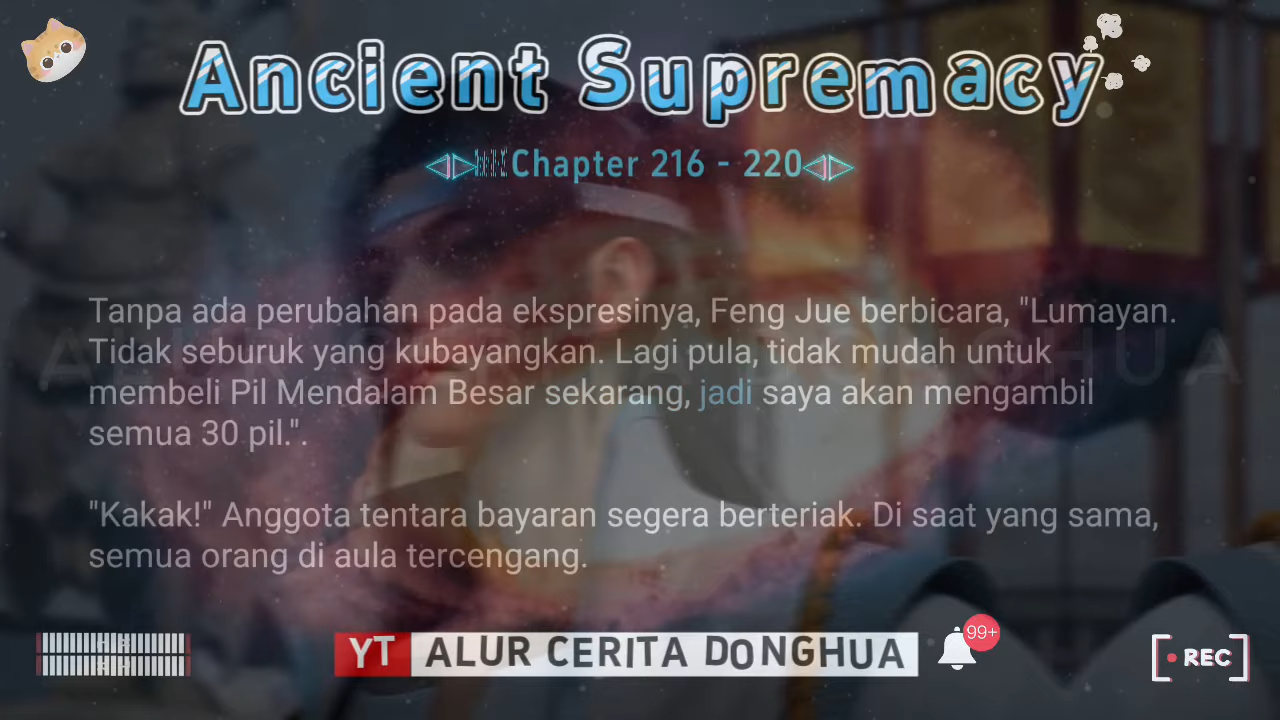 Ancient Supremacy
Chapter 216 - 220
Tanpa ada perubahan pada ekspresinya, Feng Jue berbicara, "Lumayan.
Tidak seburuk yang kubayangkan. Lagi pula, tidak mudah untuk
membeli Pil Mendalam Besar sekarang, jadi saya akan mengambil
semua 30 pil.".
"Kakak!" Anggota tentara bayaran segera berteriak. Di saat yang sama,
semua orang di aula tercengang.
YT ALUR CERITA DONGHUA
99+
REC